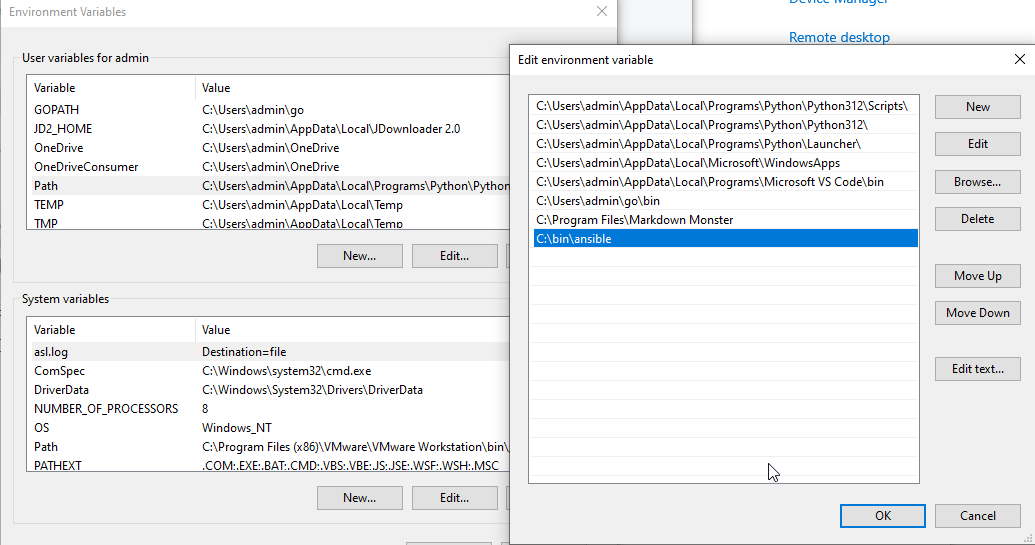 Environment Variables
User variables for admin
Variable Value
GOPATH C:\Users\admin\go
JD2_HOME C:\Users\admin\AppData\Local\JDownloader 2.0
OneDrive C:\Users\admin\OneDrive
OneDriveConsumer C:\Users\admin\OneDrive
Path C:\Users\admin\AppData\Local\Programs\Python\Python
TEMP C:\Users\admin\AppData\Local\Temp
TMP C:\Users\admin\AppData\Local\Temp
New... Edit...
System variables
Variable Value
asl.log Destination=file
ComSpec C:\Windows\system32\cmd.exe
DriverData C:\Windows\System32\Drivers\DriverData
NUMBER_OF_PROCESSORS 8
OS Windows_NT
Path C:\Program Files (x86)\VMware\VMware Workstation\bin\
PATHEXT .COM;.EXE;.BAT;.CMD;.VBS;.VBE;.JS;.JSE;.WSF;.WSH;.MSC
New... Edit...
Device Manager
Remote desktop
Edit environment variable
C:\Users\admin\AppData\Local\Programs\Python\Python312\Scripts\
C:\Users\admin\AppData\Local\Programs\Python\Python312\
C:\Users\admin\AppData\Local\Programs\Python\Launcher\
C:\Users\admin\AppData\Local\Microsoft\WindowsApps
C:\Users\admin\AppData\Local\Programs\Microsoft VS Code\bin
C:\Users\admin\go\bin
C:\Program Files\Markdown Monster
C:\bin\ansible
New
Edit
Browse...
Delete
Move Up
Move Down
Edit text...
OK Cancel